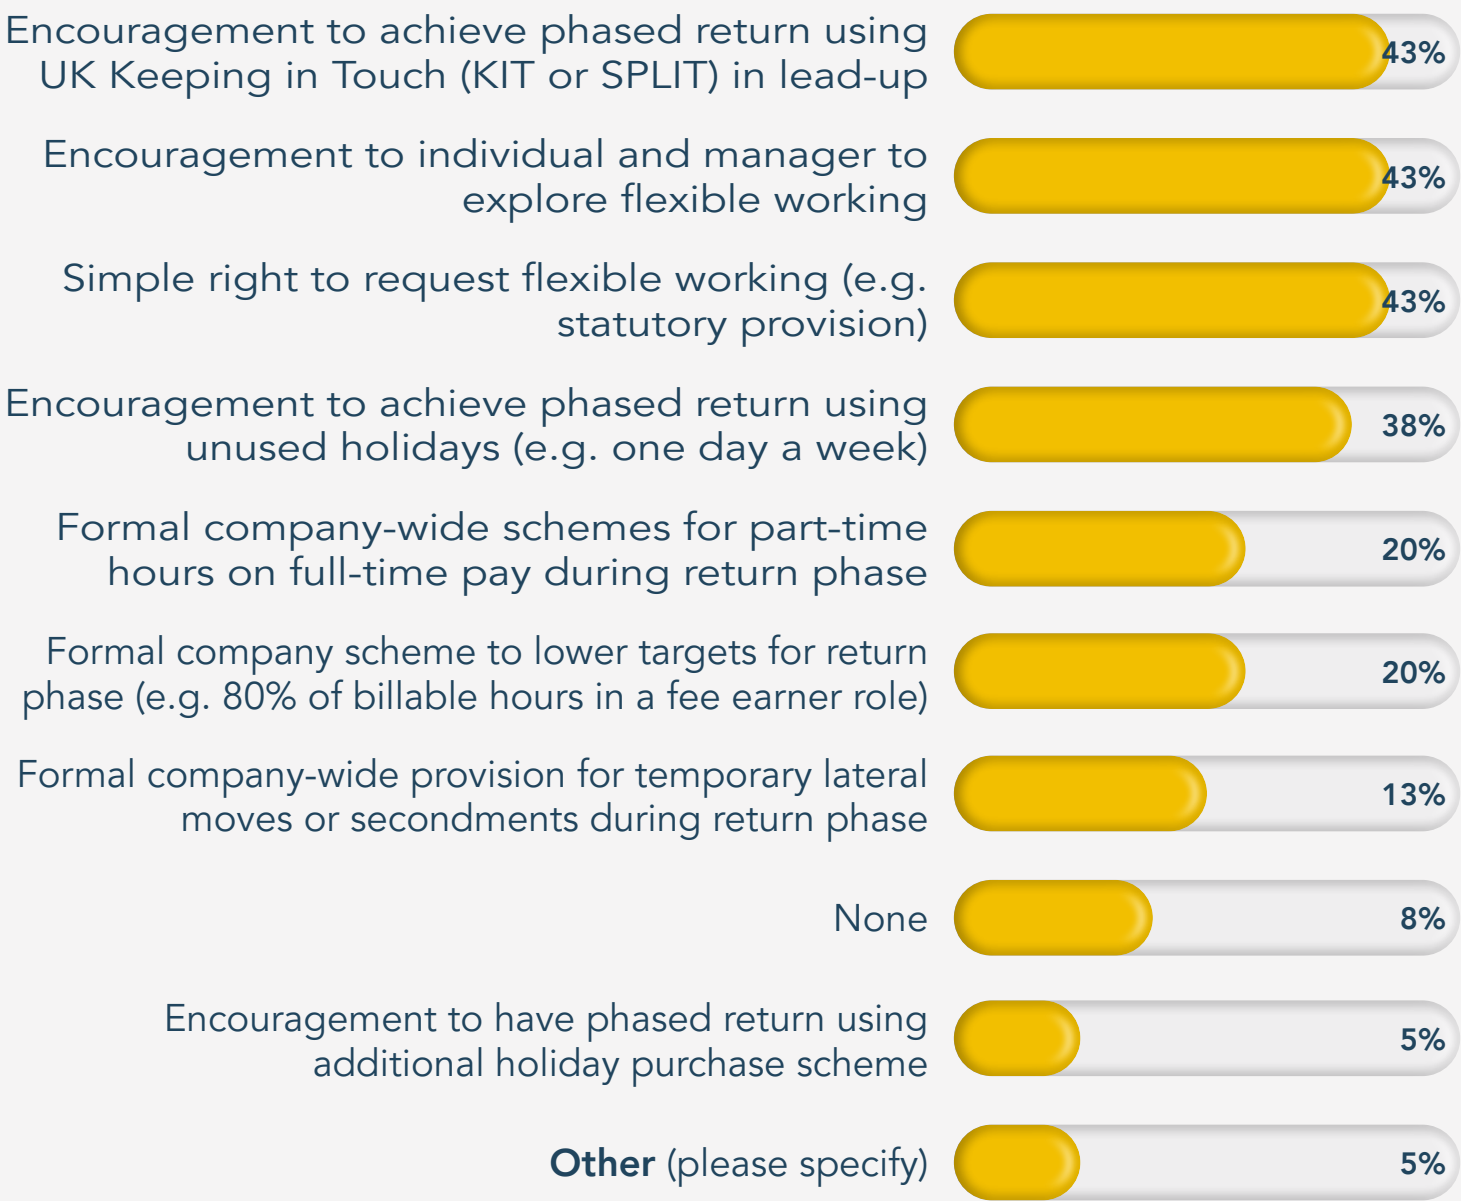 Encouragement to achieve phased return using
UK Keeping in Touch (KIT or SPLIT) in lead-up
43%
Encouragement to individual and manager to
explore flexible working
43%
Simple right to request flexible working (e.g.
statutory provision)
43%
Encouragement to achieve phased return using
unused holidays (e.g. one day a week)
38%
Formal company-wide schemes for part-time
hours on full-time pay during return phase
20%
Formal company scheme to lower targets for return
phase (e.g. 80% of billable hours in a fee earner role)
20%
Formal company-wide provision for temporary lateral
moves or secondments during return phase
13%
None
8%
Encouragement to have phased return using
additional holiday purchase scheme
5%
Other (please specify)
5%